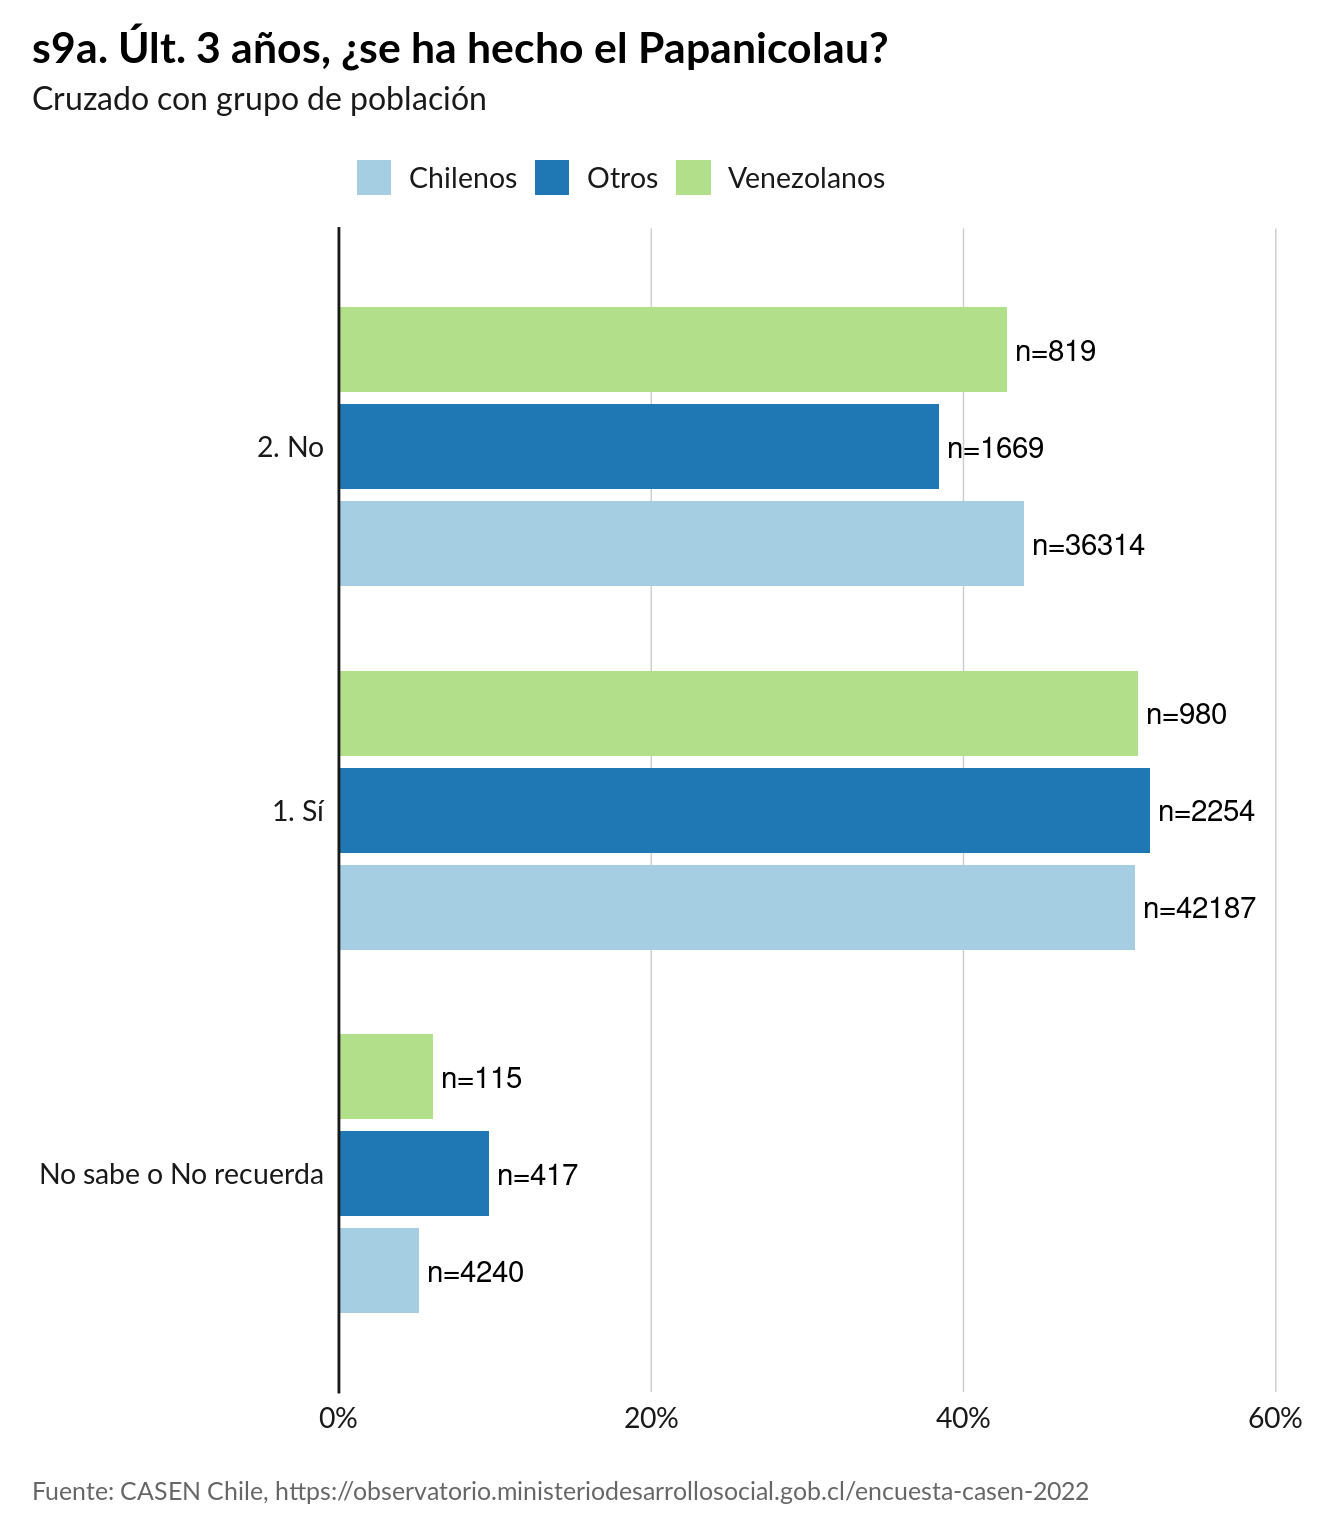 s9a. Últ. 3 años, ¿se ha hecho el Papanicolau?
Cruzado con grupo de población
Chilenos Otros Venezolanos
n=819
2. No n=1669
n=36314
n=980
1. Sí n=2254
n=42187
n=115
No sabe o No recuerda n=417
n=4240
0% 20% 40% 60%
Fuente: CASEN Chile, https://observatorio.ministeriodesarrollosocial.gob.cl/encuesta-casen-2022